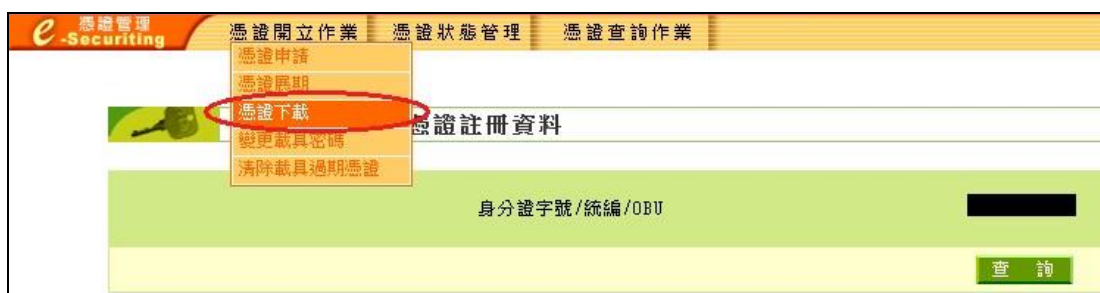 e -Securiting 憑證管理
憑證開立作業 憑證狀態管理 憑證查詢作業
憑證申請
憑證展期
憑證下載
憑證註冊資料
變更載具密碼
清除載具過期憑證
身分證字號/統編/OBU
查 詢